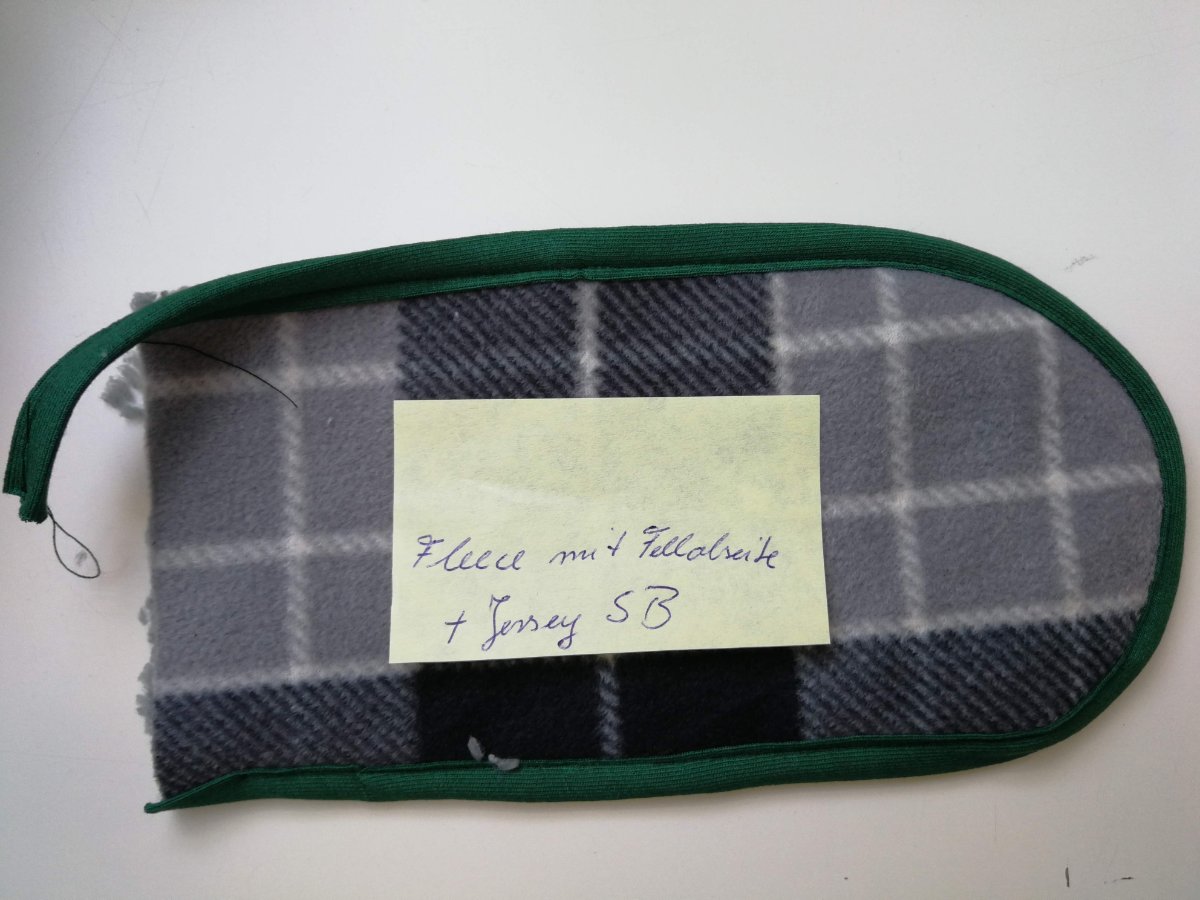 Fleece mit Fellabseite
+ Jersey SB